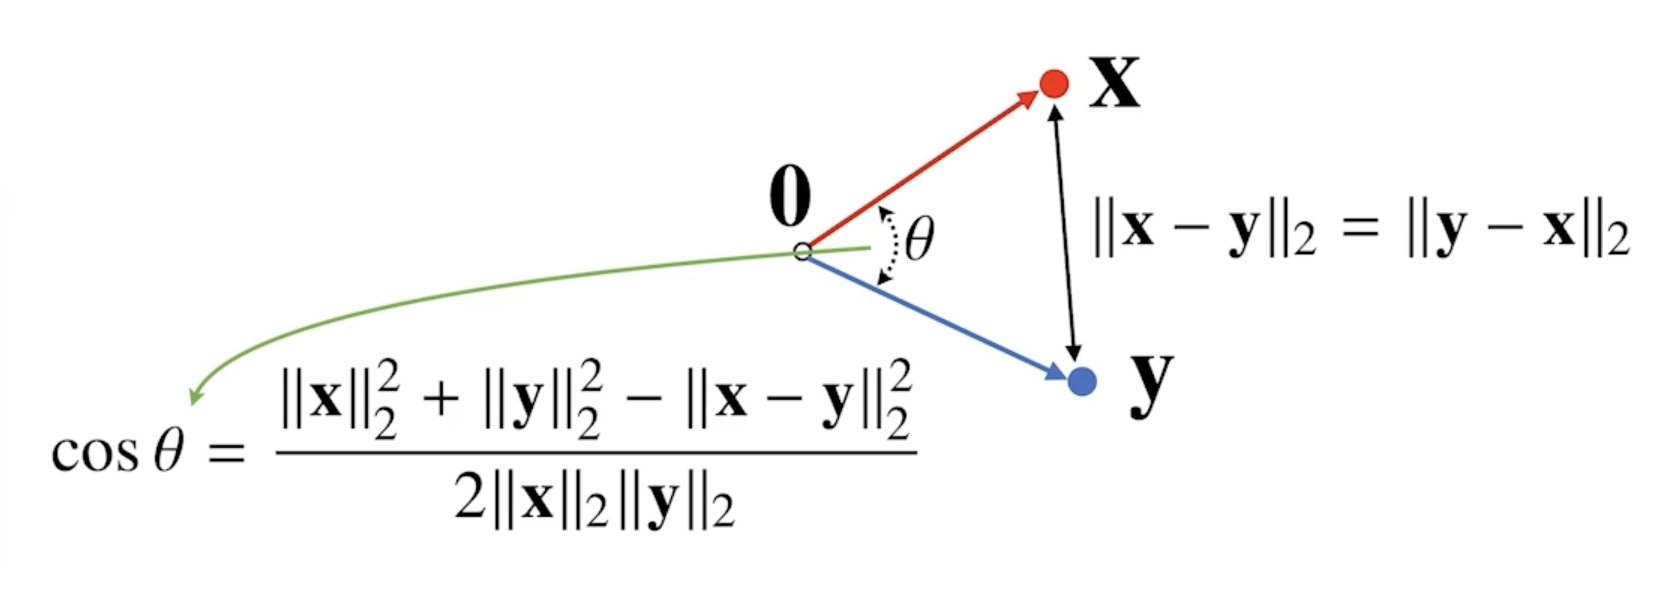 x
0
θ
‖x − y‖₂ = ‖y − x‖₂
y
cos θ = (‖x‖₂² + ‖y‖₂² − ‖x − y‖₂²) / (2‖x‖₂‖y‖₂)